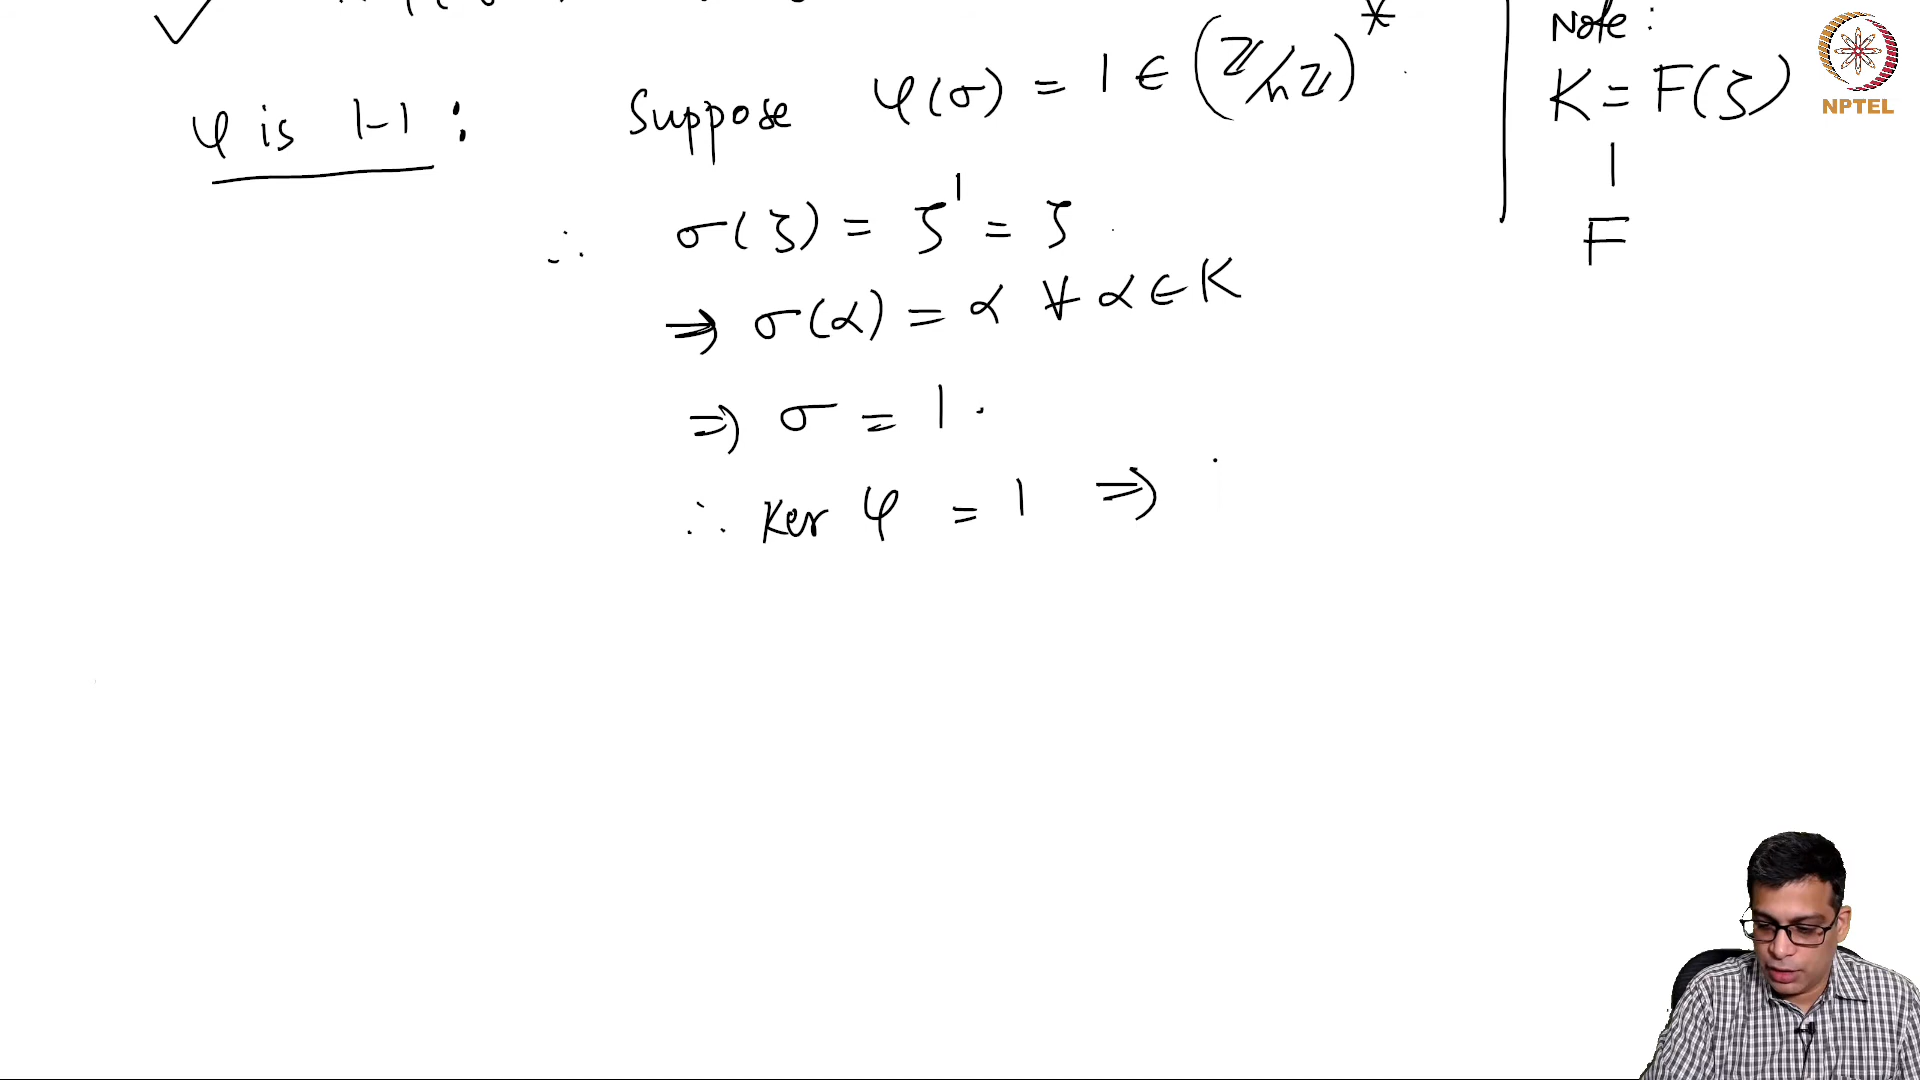 φ is 1-1 : Suppose φ(σ) = 1 ∈ (ℤ/nℤ)*.
∴ σ(ζ) = ζ¹ = ζ.
⇒ σ(α) = α ∀ α ∈ K
⇒ σ = 1.
∴ Ker φ = 1 ⇒
Note :
K = F(ζ)
|
F
NPTEL